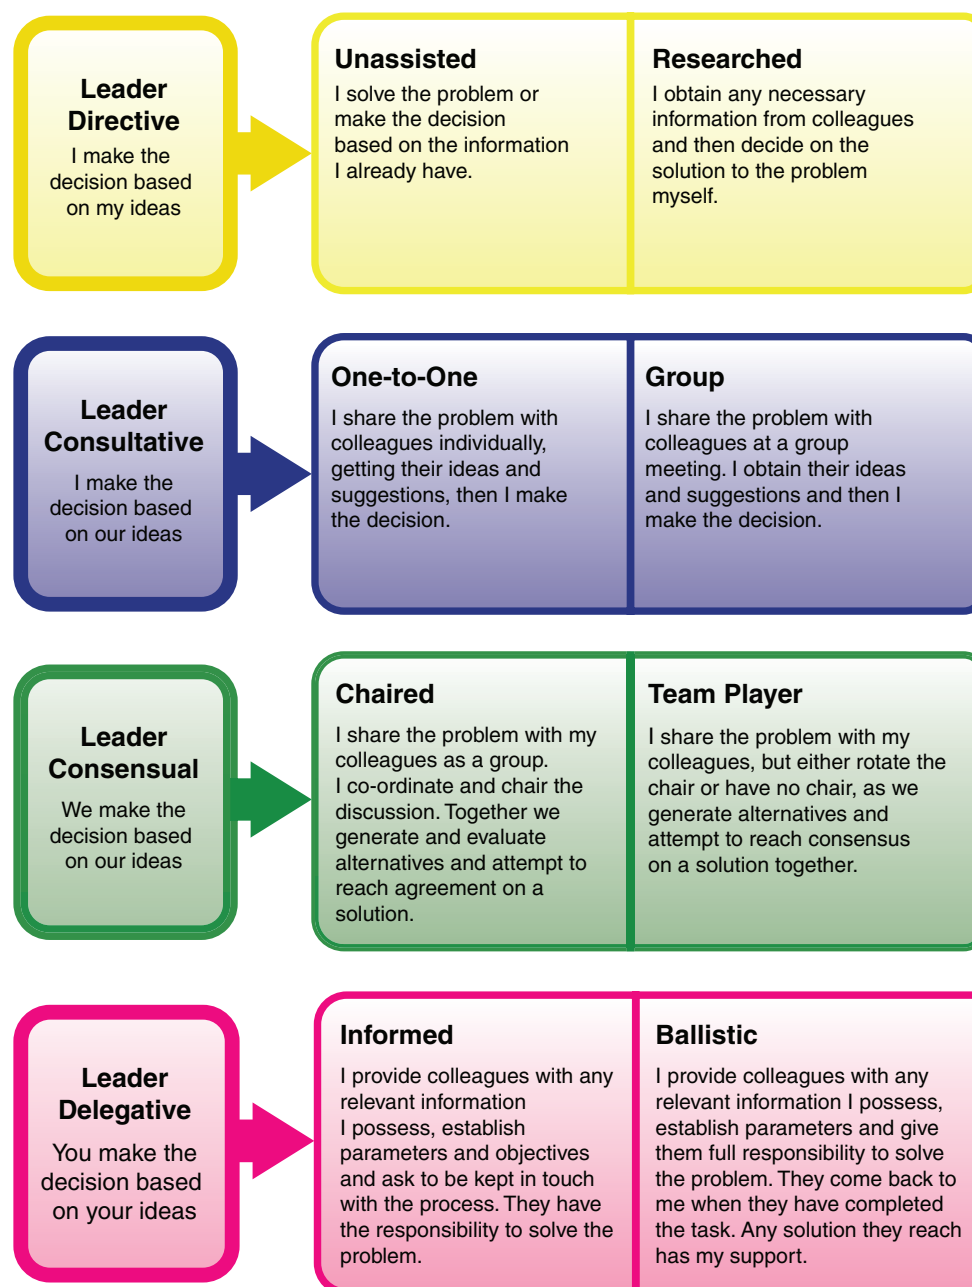 Leader
Directive
I make the
decision based
on my ideas
Unassisted
I solve the problem or
make the decision
based on the information
I already have.
Researched
I obtain any necessary
information from colleagues
and then decide on the
solution to the problem
myself.
Leader
Consultative
I make the
decision based
on our ideas
One-to-One
I share the problem with
colleagues individually,
getting their ideas and
suggestions, then I make
the decision.
Group
I share the problem with
colleagues at a group
meeting. I obtain their ideas
and suggestions and then I
make the decision.
Leader
Consensual
We make the
decision based
on our ideas
Chaired
I share the problem with my
colleagues as a group.
I co-ordinate and chair the
discussion. Together we
generate and evaluate
alternatives and attempt to
reach agreement on a
solution.
Team Player
I share the problem with my
colleagues, but either rotate the
chair or have no chair, as we
generate alternatives and
attempt to reach consensus
on a solution together.
Leader
Delegative
You make the
decision based
on your ideas
Informed
I provide colleagues with any
relevant information
I possess, establish
parameters and objectives
and ask to be kept in touch
with the process. They have
the responsibility to solve the
problem.
Ballistic
I provide colleagues with any
relevant information I possess,
establish parameters and give
them full responsibility to solve
the problem. They come back to
me when they have completed
the task. Any solution they reach
has my support.